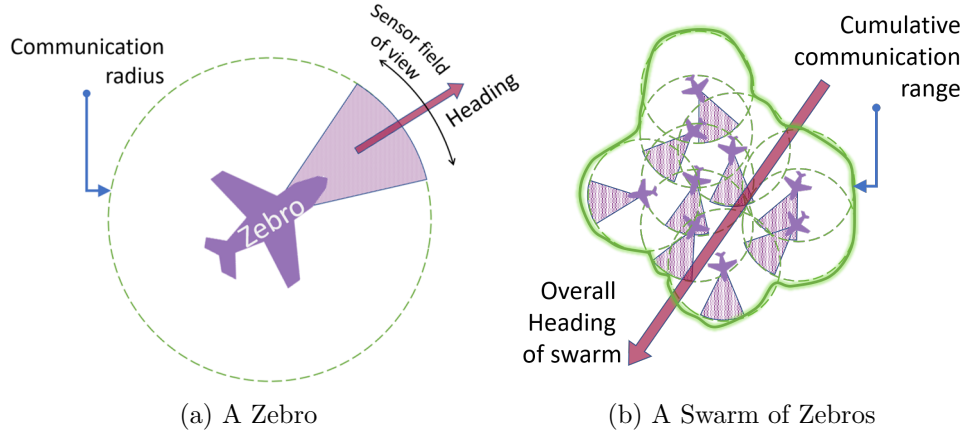 Communication
radius
Sensor field
of view
Heading
Zebro
(a) A Zebro
Cumulative
communication
range
Overall
Heading
of swarm
(b) A Swarm of Zebros